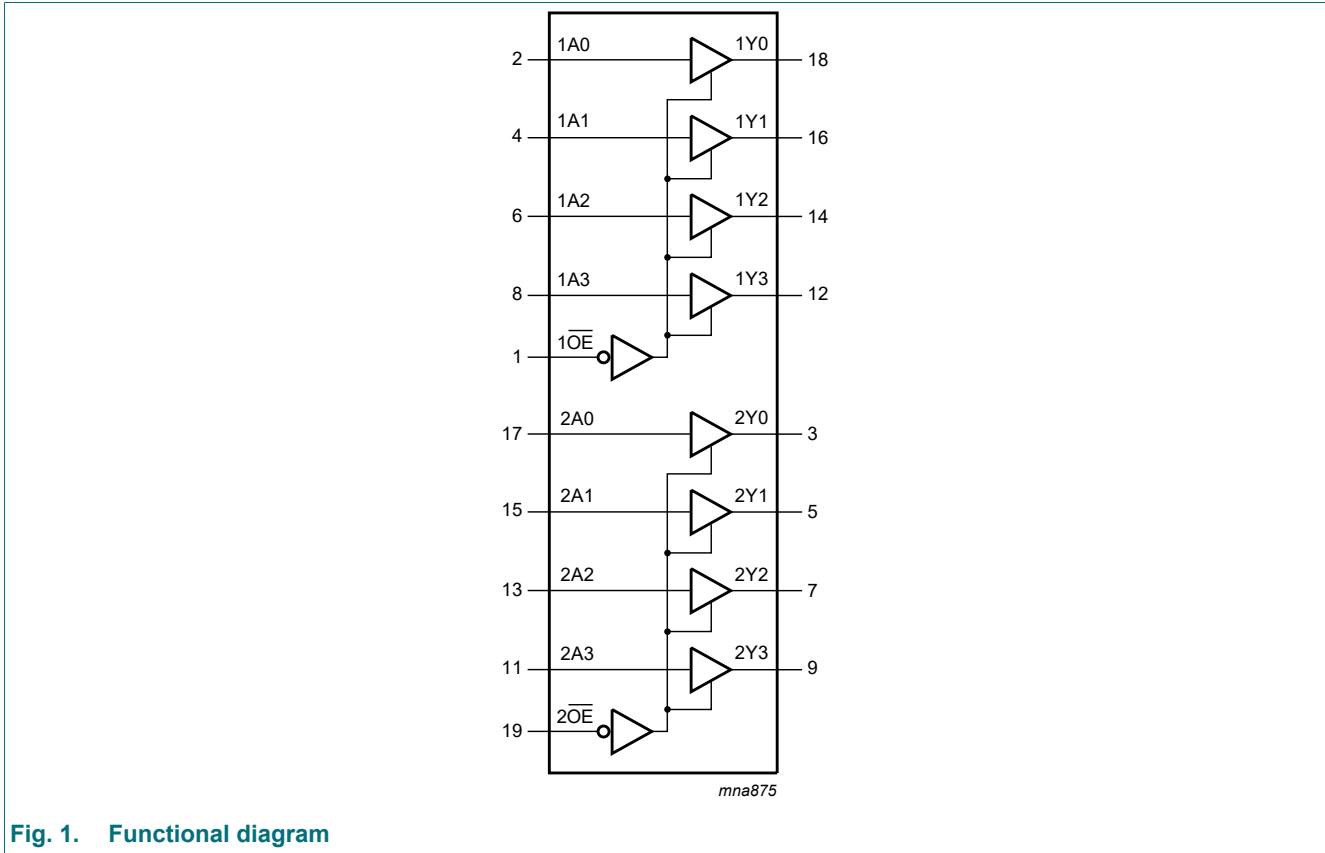 2 1A0 1Y0 18
4 1A1 1Y1 16
6 1A2 1Y2 14
8 1A3 1Y3 12
1 1O̅E̅
17 2A0 2Y0 3
15 2A1 2Y1 5
13 2A2 2Y2 7
11 2A3 2Y3 9
19 2O̅E̅
mna875
Fig. 1. Functional diagram